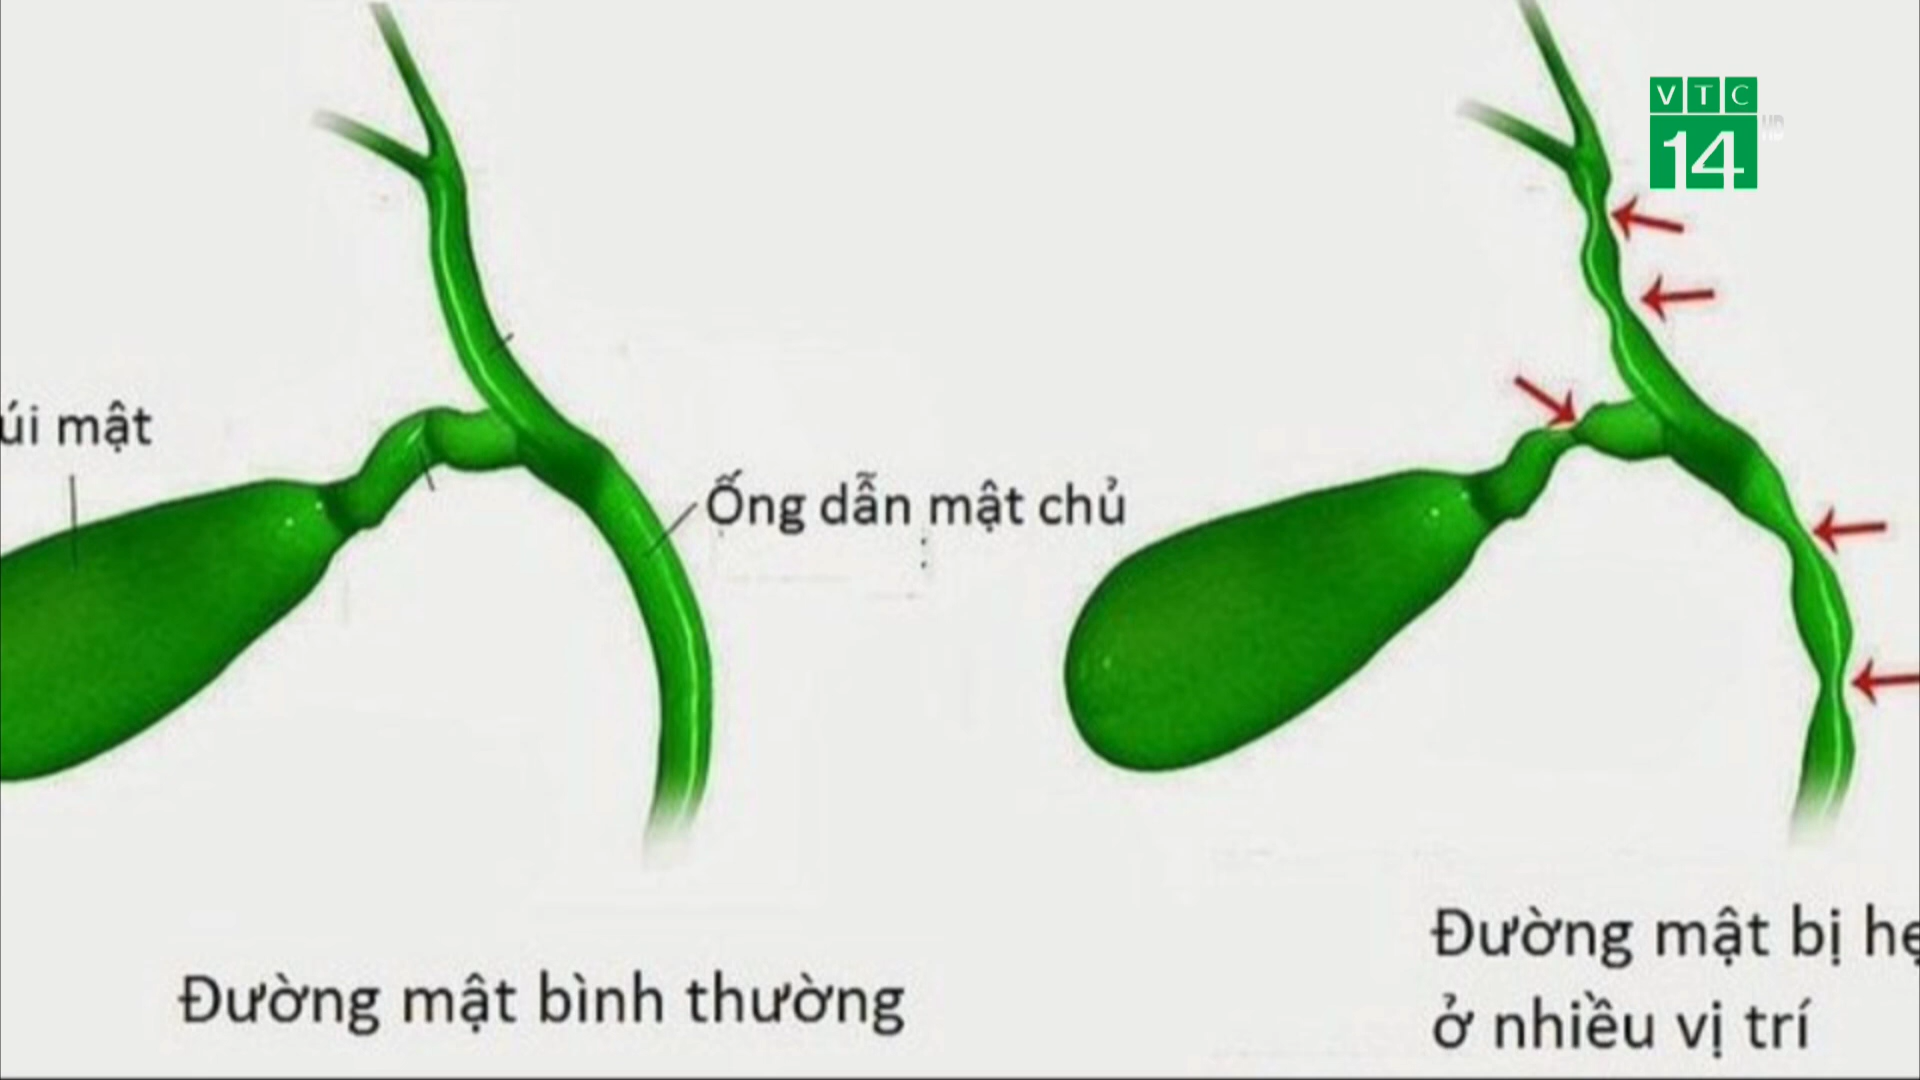 VTC
14
HD
úi mật
Ống dẫn mật chủ
Đường mật bình thường
Đường mật bị hẹ
ở nhiều vị trí